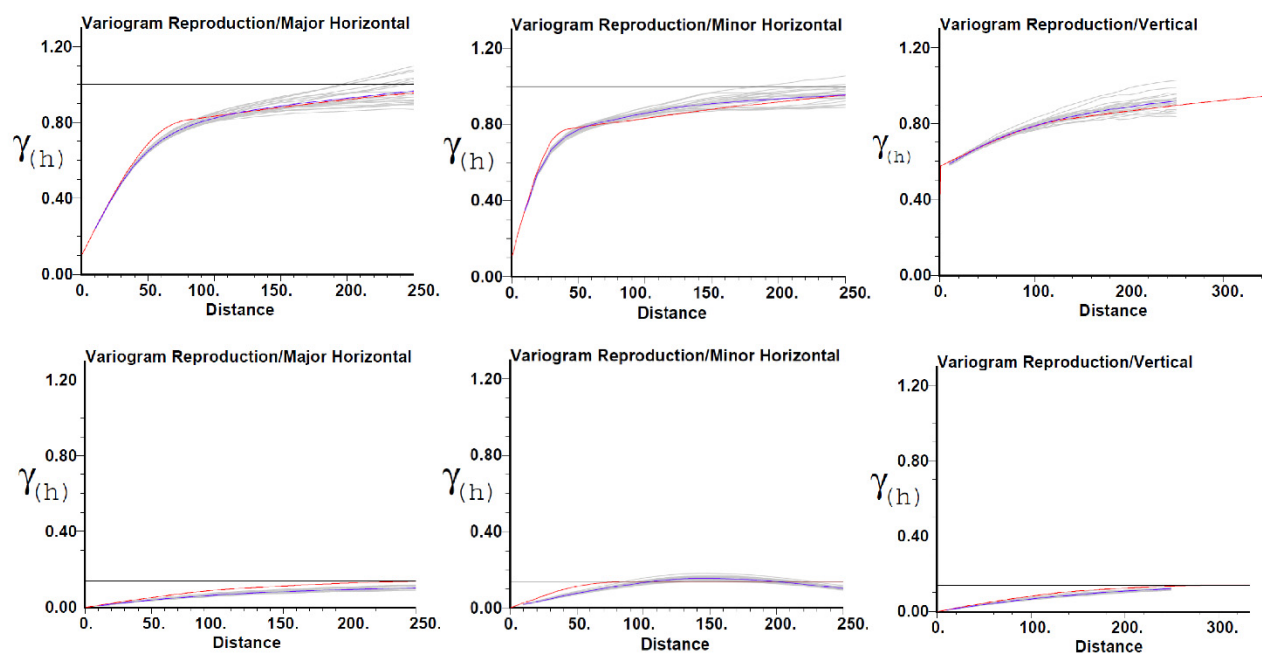 Variogram Reproduction/Major Horizontal
1.20
0.80
γ(h)
0.40
0.00
0. 50. 100. 150. 200. 250.
Distance
Variogram Reproduction/Minor Horizontal
1.20
0.80
γ(h)
0.40
0.00
0. 50. 100. 150. 200. 250.
Distance
Variogram Reproduction/Vertical
1.20
0.80
γ(h)
0.40
0.00
0. 100. 200. 300.
Distance
Variogram Reproduction/Major Horizontal
1.20
0.80
γ(h)
0.40
0.00
0. 50. 100. 150. 200. 250.
Distance
Variogram Reproduction/Minor Horizontal
1.20
0.80
γ(h)
0.40
0.00
0. 50. 100. 150. 200. 250.
Distance
Variogram Reproduction/Vertical
1.20
0.80
γ(h)
0.40
0.00
0. 100. 200. 300.
Distance